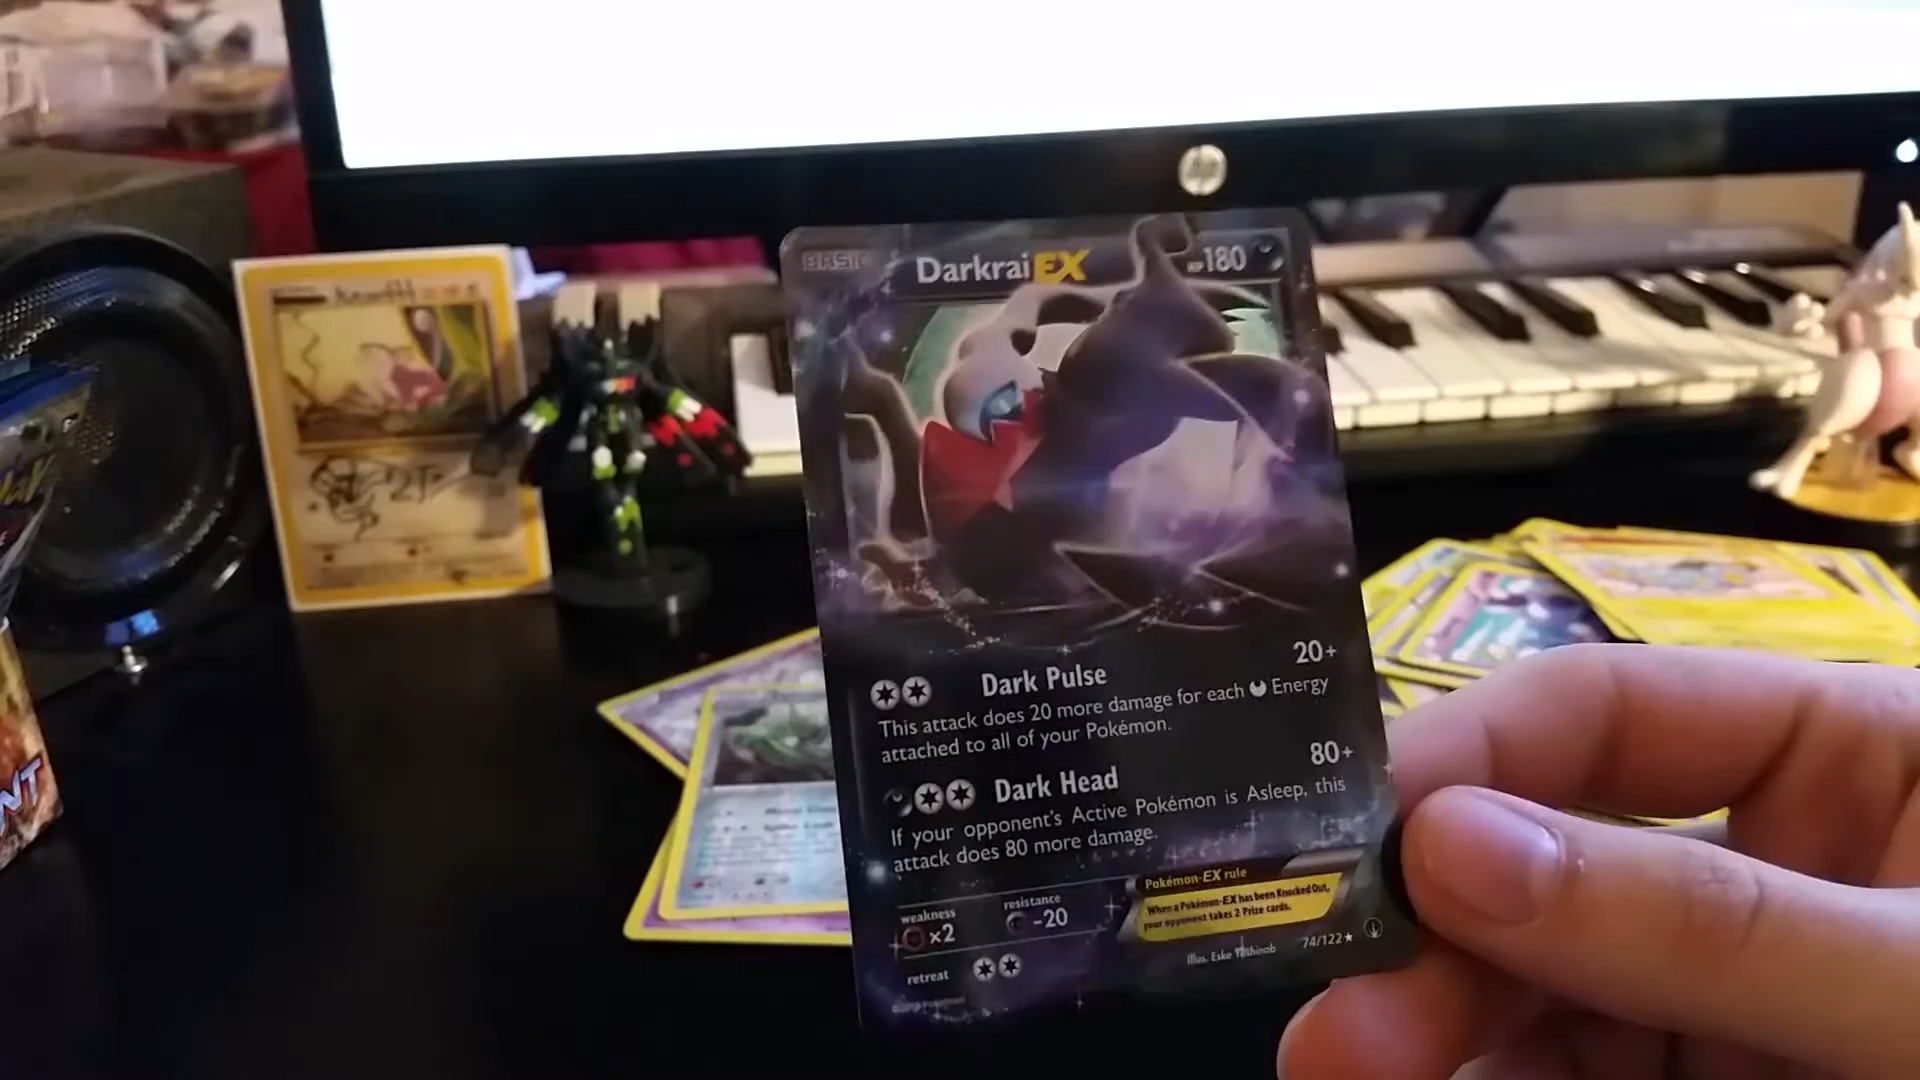 hp
BASIC
Darkrai EX
HP180
Dark Pulse
20+
This attack does 20 more damage for each Energy
attached to all of your Pokémon.
Dark Head
80+
If your opponent's Active Pokémon is Asleep, this
attack does 80 more damage.
weakness
×2
resistance
-20
retreat
Pokémon-EX rule
When a Pokémon-EX has been Knocked Out,
your opponent takes 2 Prize cards.
Illus. Eske Yoshinob
74/122
NT